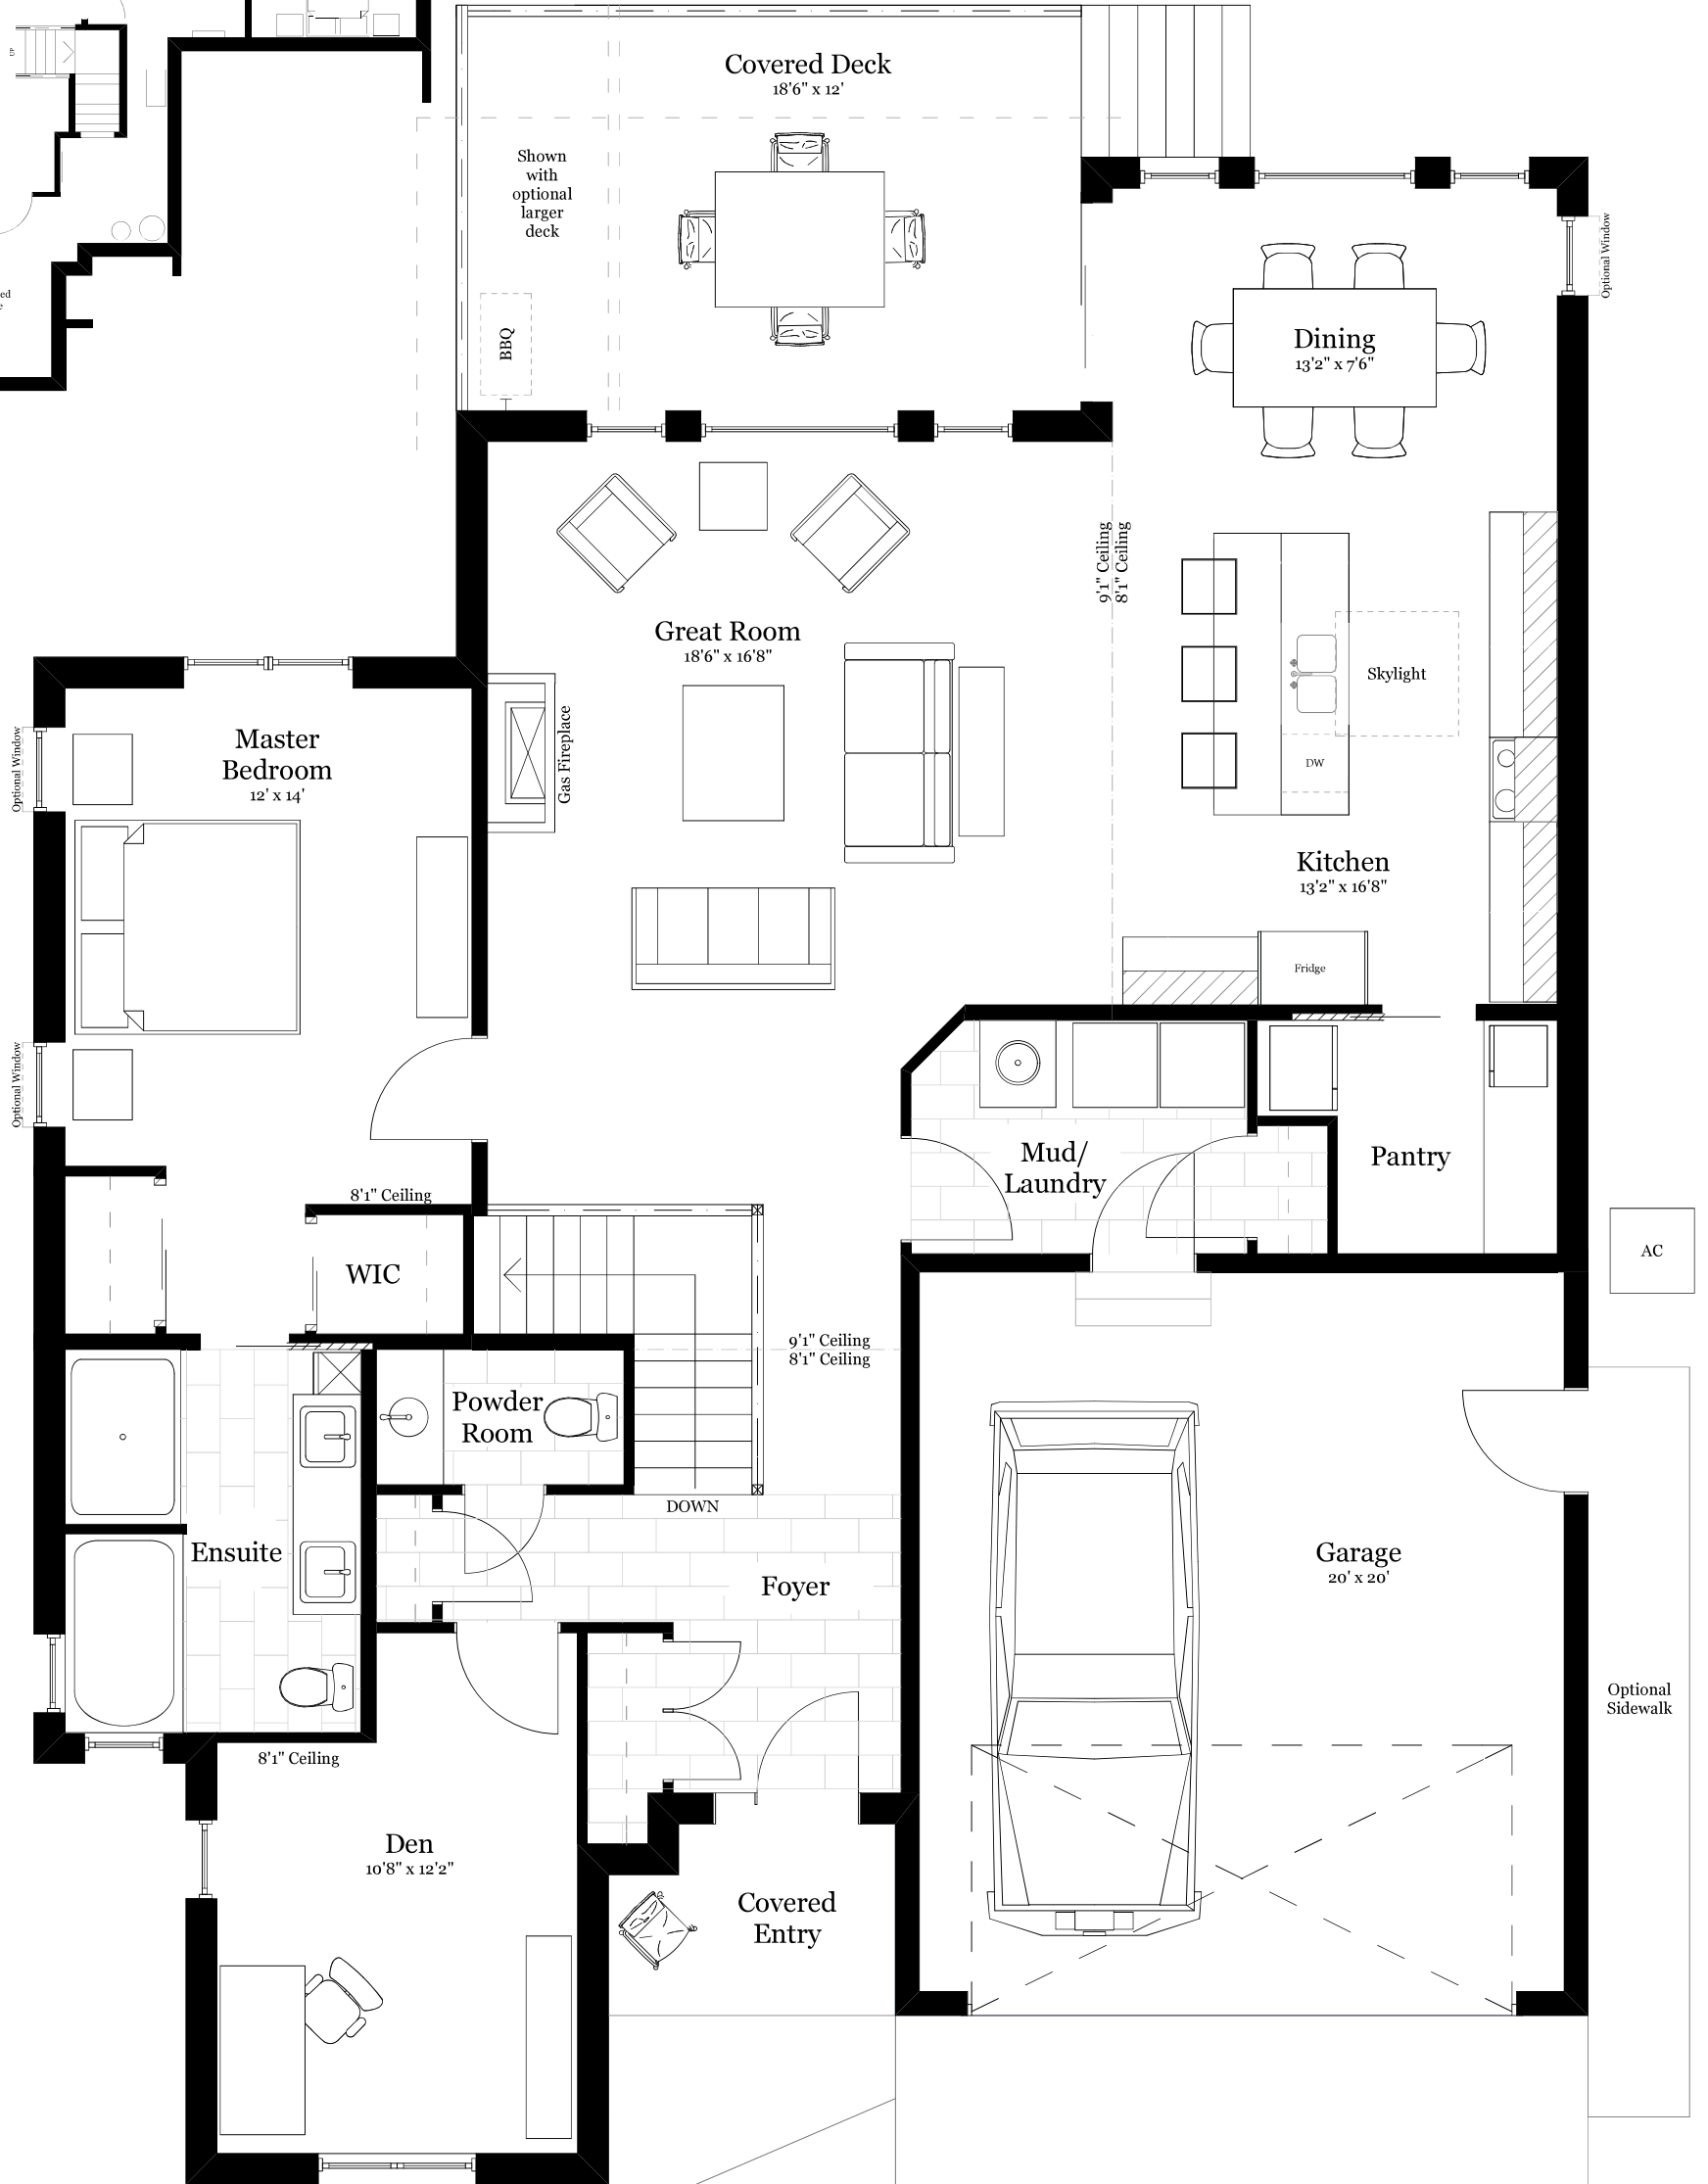 UP
Covered Deck
18'6" x 12'
Shown
with
optional
larger
deck
BBQ
Optional Window
Dining
13'2" x 7'6"
9'1" Ceiling
8'1" Ceiling
Great Room
18'6" x 16'8"
Skylight
DW
Gas Fireplace
Master
Bedroom
12' x 14'
Optional Window
Kitchen
13'2" x 16'8"
Fridge
Optional Window
Mud/
Laundry
Pantry
8'1" Ceiling
WIC
AC
9'1" Ceiling
8'1" Ceiling
Powder
Room
DOWN
Ensuite
Foyer
Garage
20' x 20'
Optional
Sidewalk
8'1" Ceiling
Den
10'8" x 12'2"
Covered
Entry